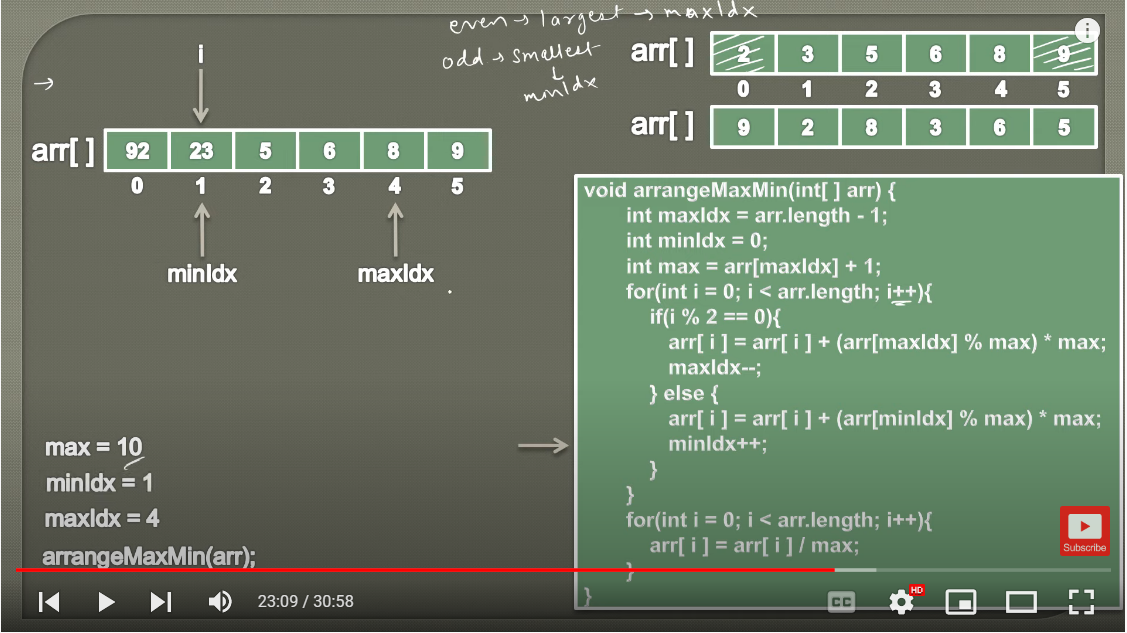 even → largest → maxIdx
odd → smallest
↓
minIdx
→
i
arr[ ] 92 23 5 6 8 9
0 1 2 3 4 5
minIdx maxIdx
arr[ ] 2 3 5 6 8 9
0 1 2 3 4 5
arr[ ] 9 2 8 3 6 5
void arrangeMaxMin(int[ ] arr) {
int maxIdx = arr.length - 1;
int minIdx = 0;
int max = arr[maxIdx] + 1;
for(int i = 0; i < arr.length; i++){
if(i % 2 == 0){
arr[ i ] = arr[ i ] + (arr[maxIdx] % max) * max;
maxIdx--;
} else {
arr[ i ] = arr[ i ] + (arr[minIdx] % max) * max;
minIdx++;
}
}
for(int i = 0; i < arr.length; i++){
arr[ i ] = arr[ i ] / max;
}
}
max = 10
minIdx = 1
maxIdx = 4
arrangeMaxMin(arr);
Subscribe
23:09 / 30:58
CC
HD
i